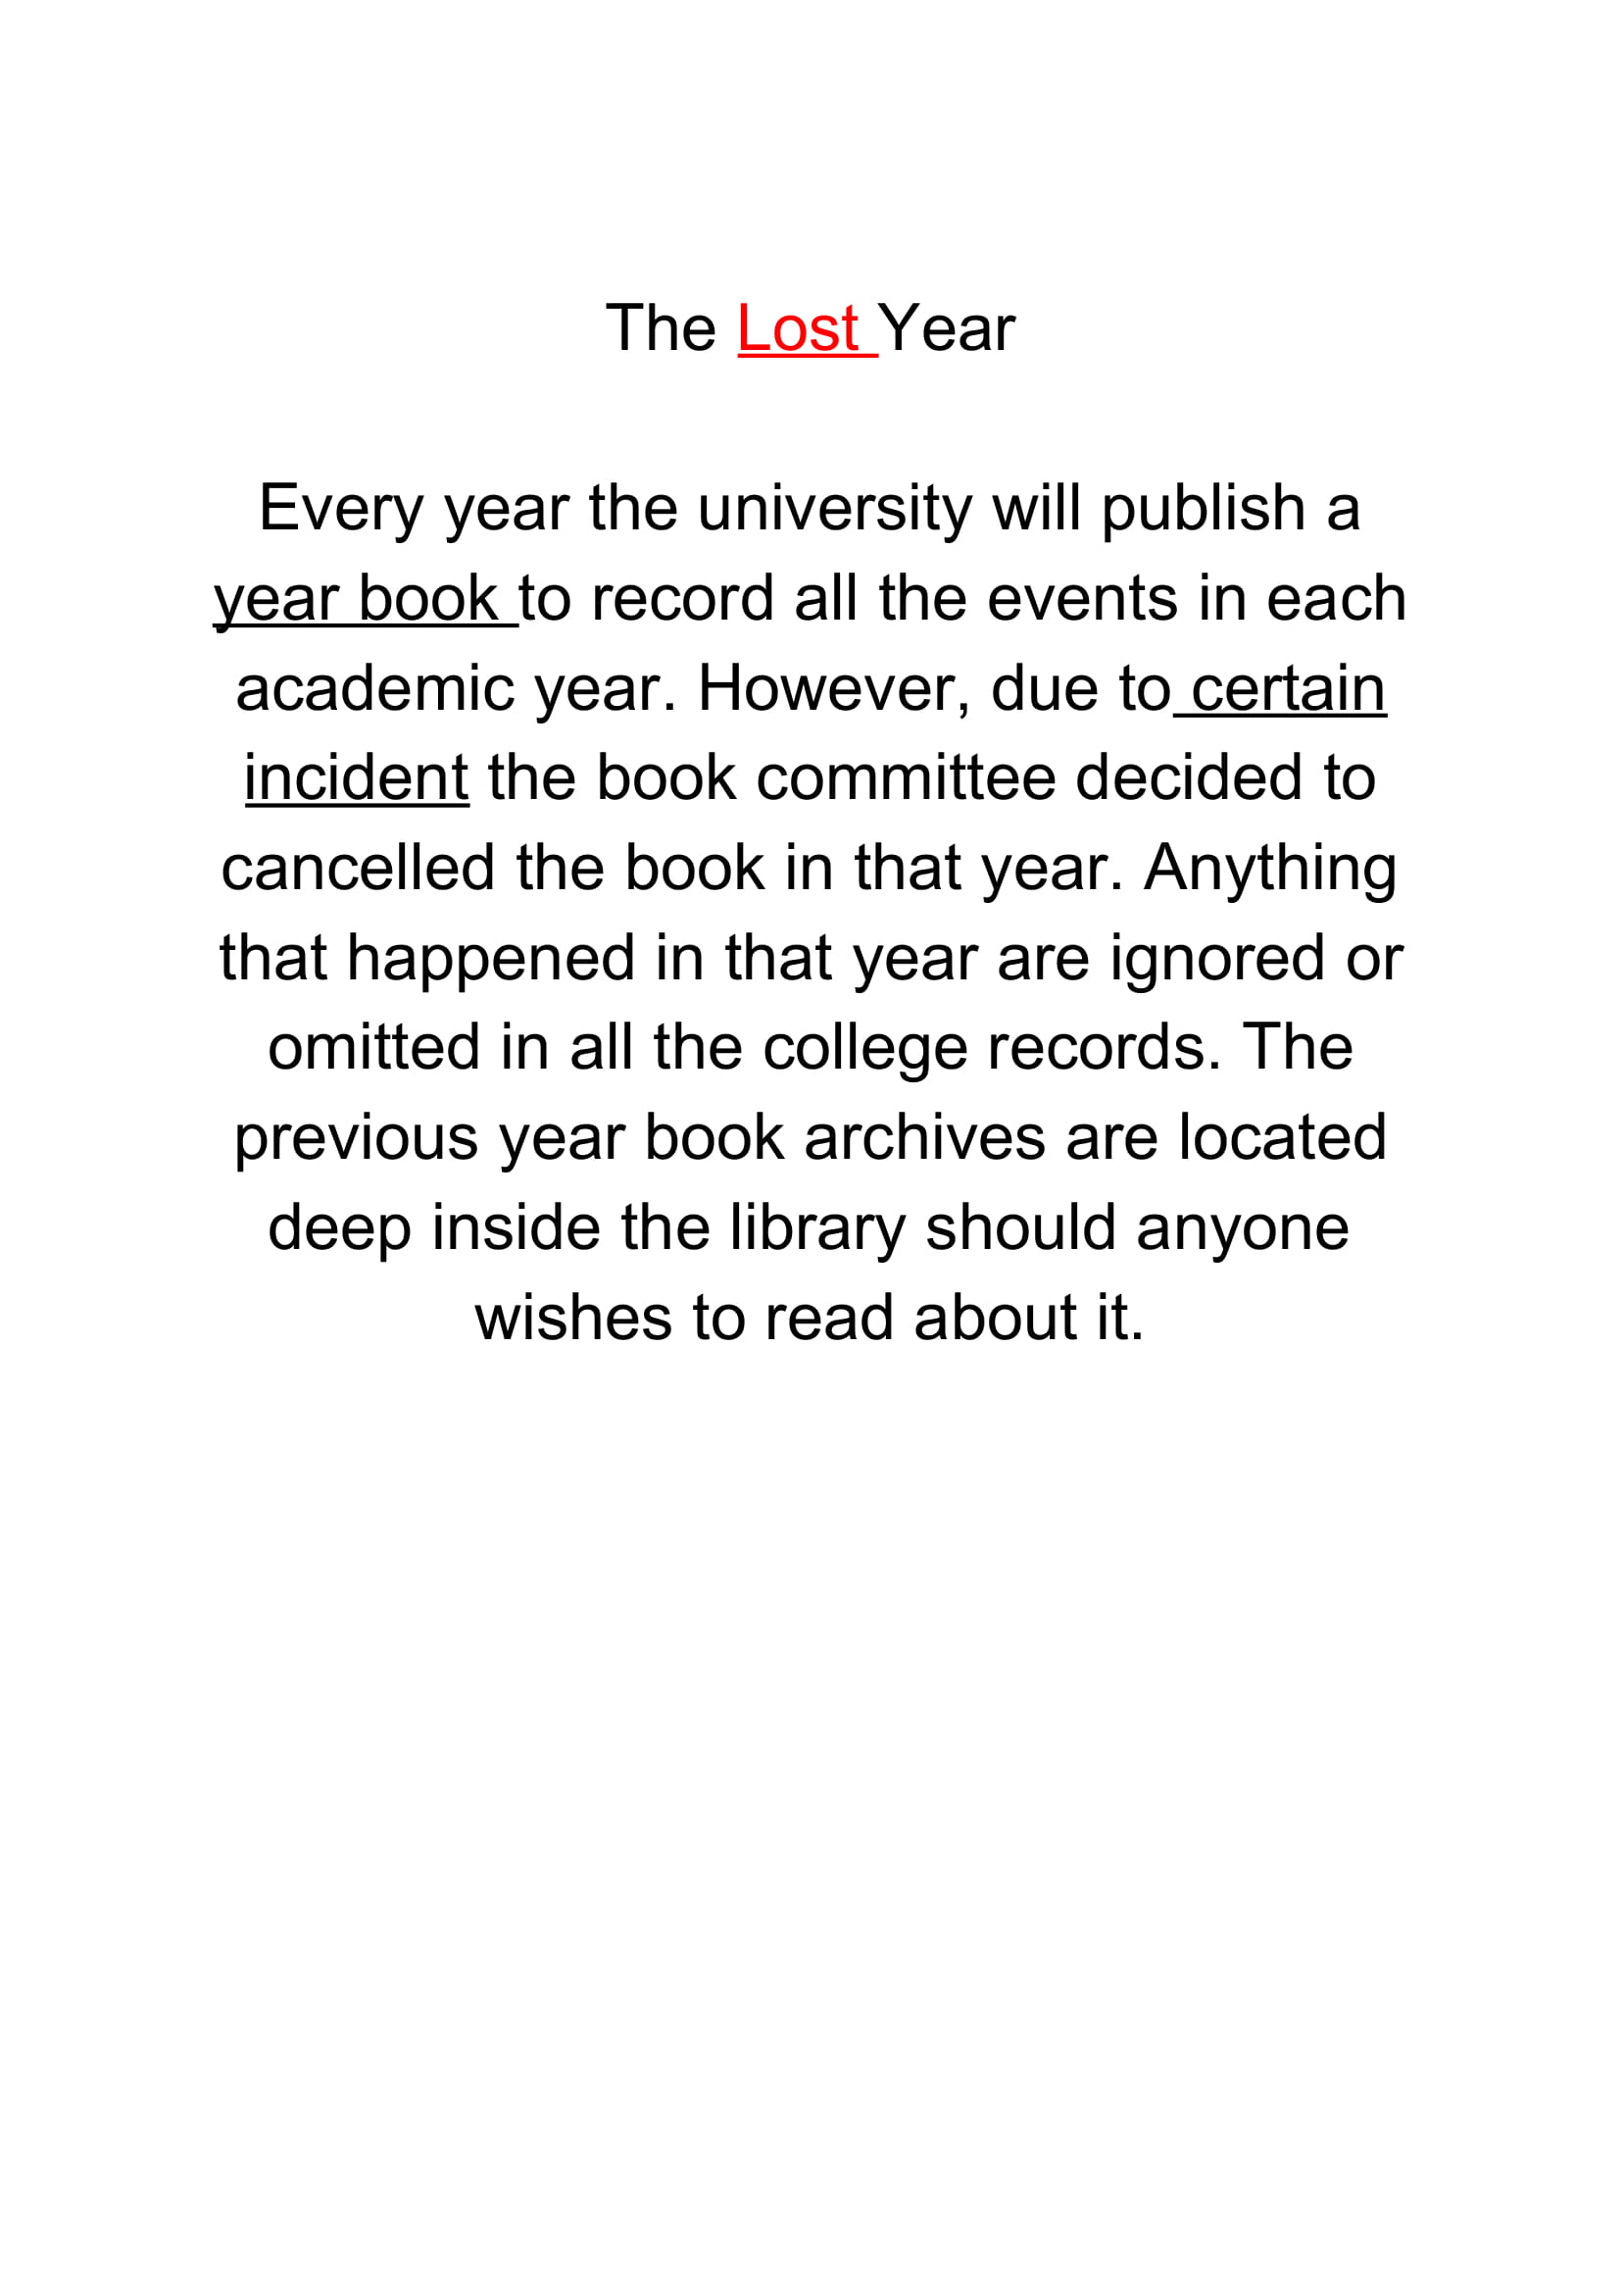 The Lost Year
Every year the university will publish a
year book to record all the events in each
academic year. However, due to certain
incident the book committee decided to
cancelled the book in that year. Anything
that happened in that year are ignored or
omitted in all the college records. The
previous year book archives are located
deep inside the library should anyone
wishes to read about it.